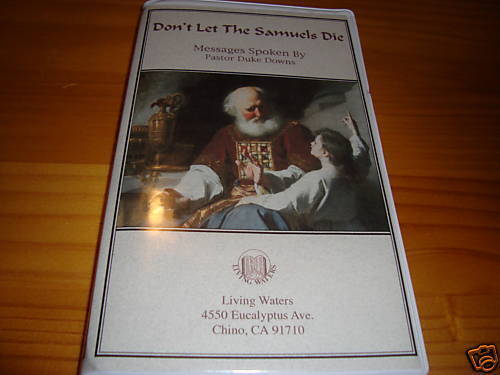 Don't Let The Samuels Die
Messages Spoken By
Pastor Duke Downs
LIVING WATERS
Living Waters
4550 Eucalyptus Ave.
Chino, CA 91710